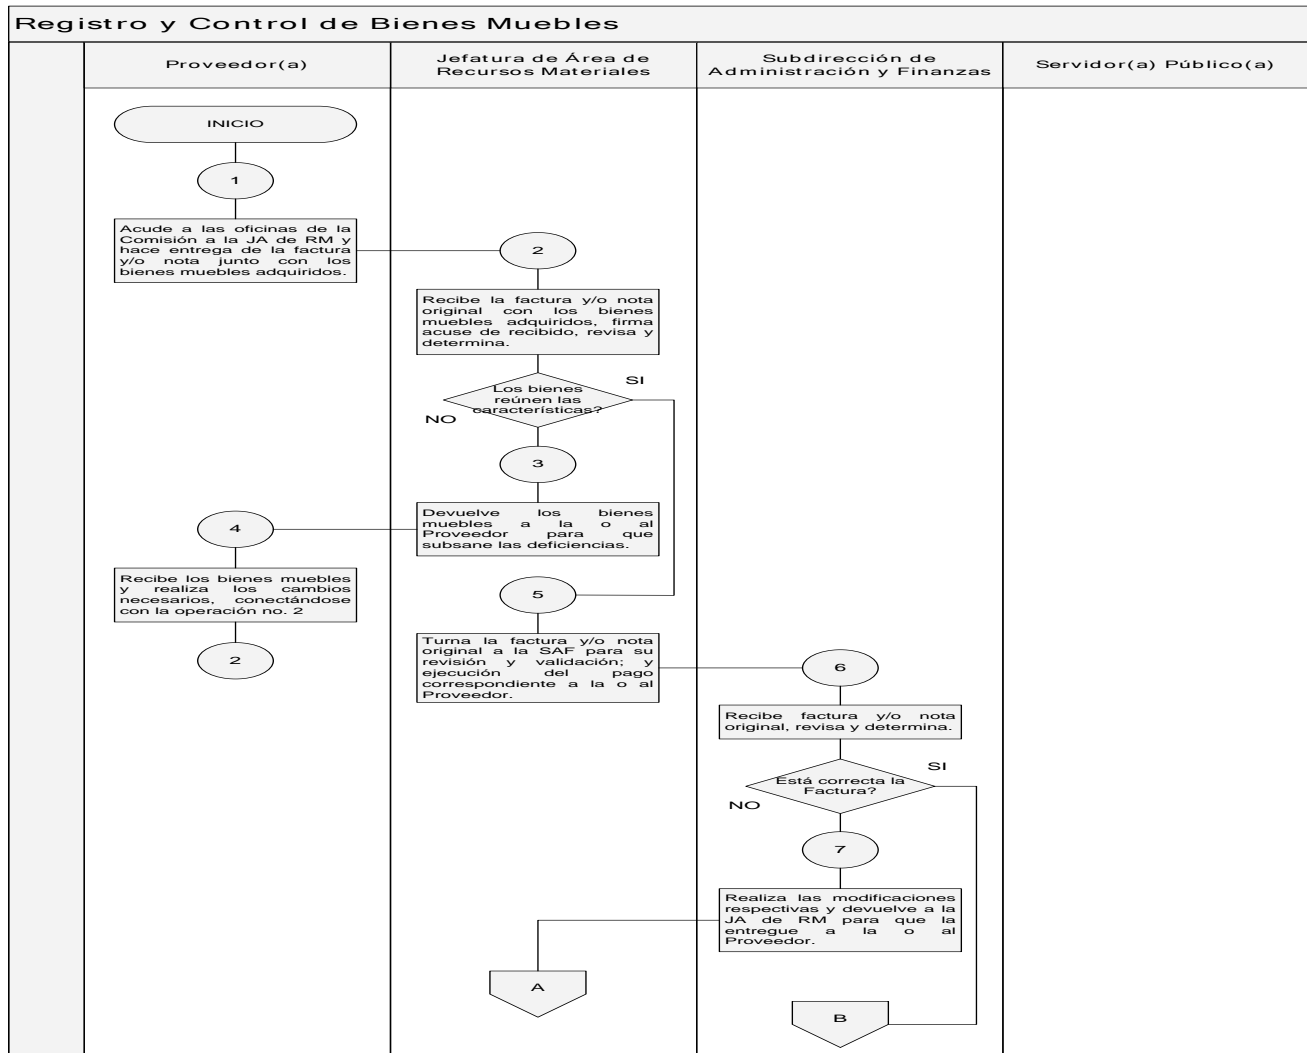 Registro y Control de Bienes Muebles
Proveedor(a)
Jefatura de Área de
Recursos Materiales
Subdirección de
Administración y Finanzas
Servidor(a) Público(a)
INICIO
1
Acude a las oficinas de la
Comisión a la JA de RM y
hace entrega de la factura
y/o nota junto con los
bienes muebles adquiridos.
2
Recibe la factura y/o nota
original con los bienes
muebles adquiridos, firma
acuse de recibido, revisa y
determina.
Los bienes
reúnen las
características?
SI
NO
3
Devuelve los bienes
muebles a la o al
Proveedor para que
subsane las deficiencias.
4
Recibe los bienes muebles
y realiza los cambios
necesarios, conectándose
con la operación no. 2
2
5
Turna la factura y/o nota
original a la SAF para su
revisión y validación; y
ejecución del pago
correspondiente a la o al
Proveedor.
6
Recibe factura y/o nota
original, revisa y determina.
Está correcta la
Factura?
SI
NO
7
Realiza las modificaciones
respectivas y devuelve a la
JA de RM para que la
entregue a la o al
Proveedor.
A
B